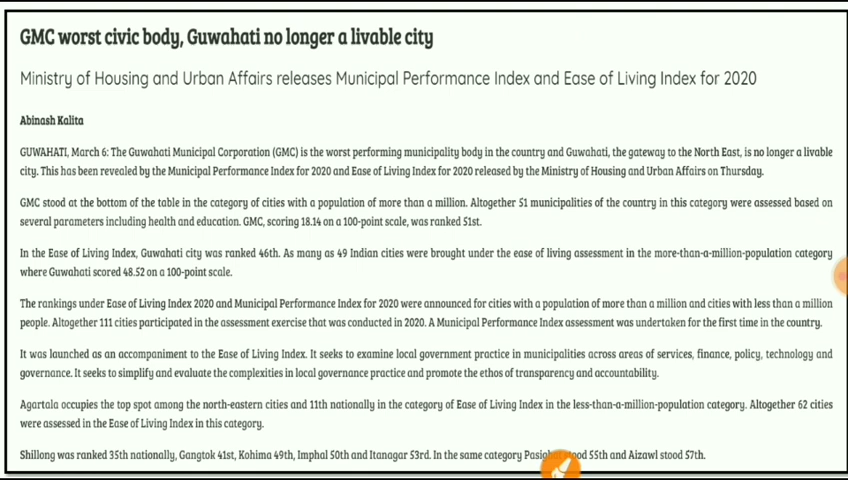 GMC worst civic body, Guwahati no longer a livable city
Ministry of Housing and Urban Affairs releases Municipal Performance Index and Ease of Living Index for 2020
Abinash Kalita
GUWAHATI, March 6: The Guwahati Municipal Corporation (GMC) is the worst performing municipality body in the country and Guwahati, the gateway to the North East, is no longer a livable
city. This has been revealed by the Municipal Performance Index for 2020 and Ease of Living Index for 2020 released by the Ministry of Housing and Urban Affairs on Thursday.
GMC stood at the bottom of the table in the category of cities with a population of more than a million. Altogether 51 municipalities of the country in this category were assessed based on
several parameters including health and education. GMC, scoring 18.14 on a 100-point scale, was ranked 51st.
In the Ease of Living Index, Guwahati city was ranked 46th. As many as 49 Indian cities were brought under the ease of living assessment in the more-than-a-million-population category
where Guwahati scored 48.52 on a 100-point scale.
The rankings under Ease of Living Index 2020 and Municipal Performance Index for 2020 were announced for cities with a population of more than a million and cities with less than a million
people. Altogether 111 cities participated in the assessment exercise that was conducted in 2020. A Municipal Performance Index assessment was undertaken for the first time in the country.
It was launched as an accompaniment to the Ease of Living Index. It seeks to examine local government practice in municipalities across areas of services, finance, policy, technology and
governance. It seeks to simplify and evaluate the complexities in local governance practice and promote the ethos of transparency and accountability.
Agartala occupies the top spot among the north-eastern cities and 11th nationally in the category of Ease of Living Index in the less-than-a-million-population category. Altogether 62 cities
were assessed in the Ease of Living Index in this category.
Shillong was ranked 35th nationally, Gangtok 41st, Kohima 49th, Imphal 50th and Itanagar 53rd. In the same category 55th and Aizawl stood 57th.